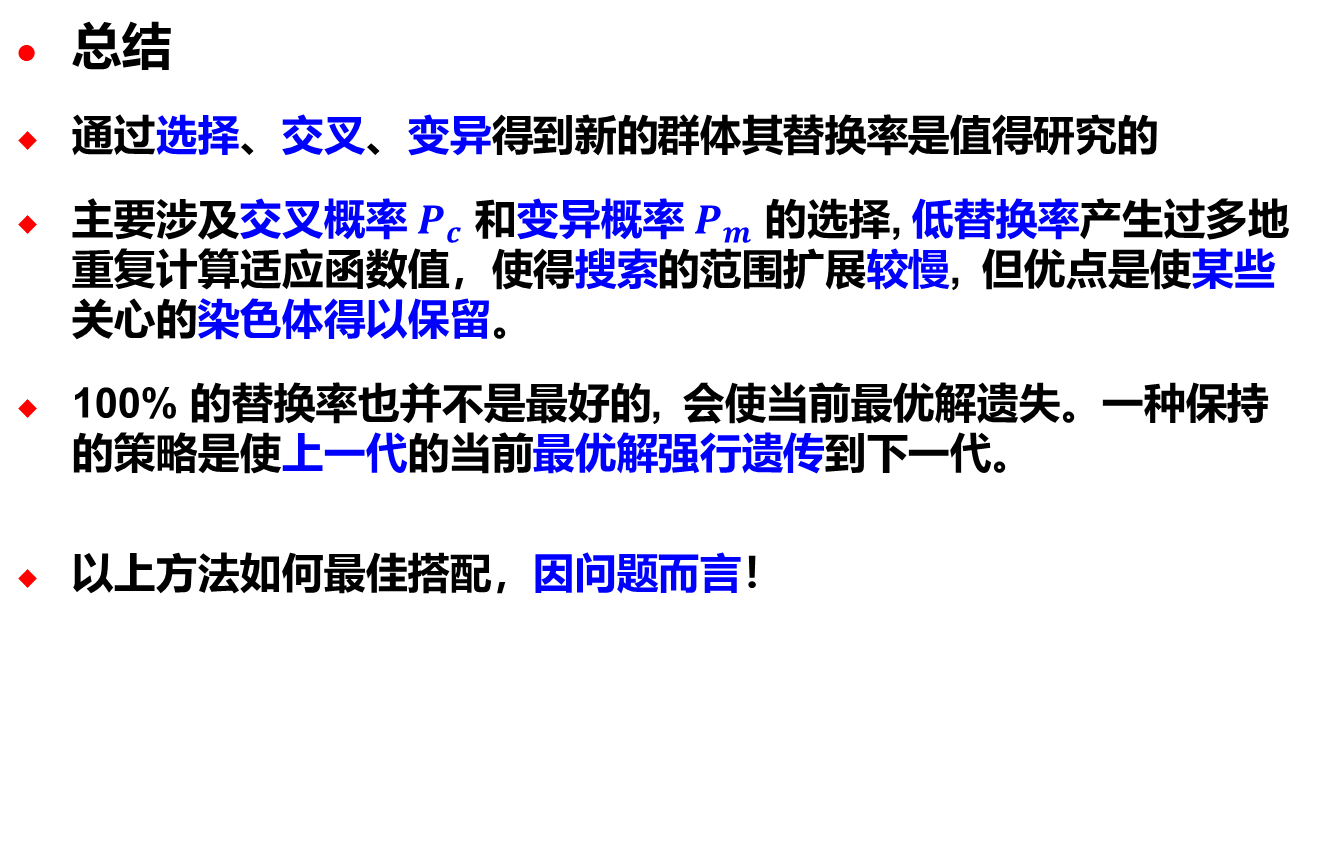 总结
通过选择、交叉、变异得到新的群体其替换率是值得研究的
主要涉及交叉概率 P_c 和变异概率 P_m 的选择, 低替换率产生过多地
重复计算适应函数值，使得搜索的范围扩展较慢, 但优点是使某些
关心的染色体得以保留。
100% 的替换率也并不是最好的, 会使当前最优解遗失。一种保持
的策略是使上一代的当前最优解强行遗传到下一代。
以上方法如何最佳搭配，因问题而言！